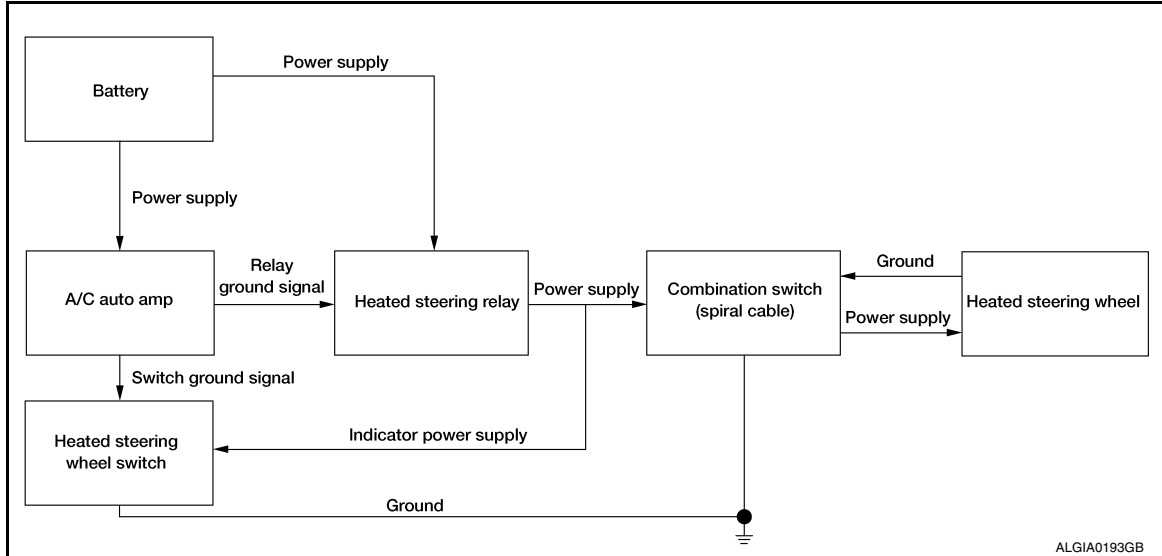 Battery
Power supply
Power supply
A/C auto amp
Relay
ground signal
Heated steering relay
Power supply
Combination switch
(spiral cable)
Ground
Power supply
Heated steering wheel
Switch ground signal
Heated steering
wheel switch
Indicator power supply
Ground
ALGIA0193GB